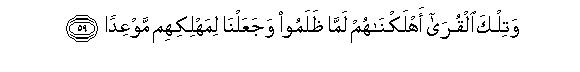 وَتِلۡكَ ٱلۡقُرَىٰٓ أَهۡلَكۡنَـٰهُمۡ لَمَّا ظَلَمُواْ وَجَعَلۡنَا لِمَهۡلِكِهِم مَّوۡعِدًا ﴿٥٩﴾